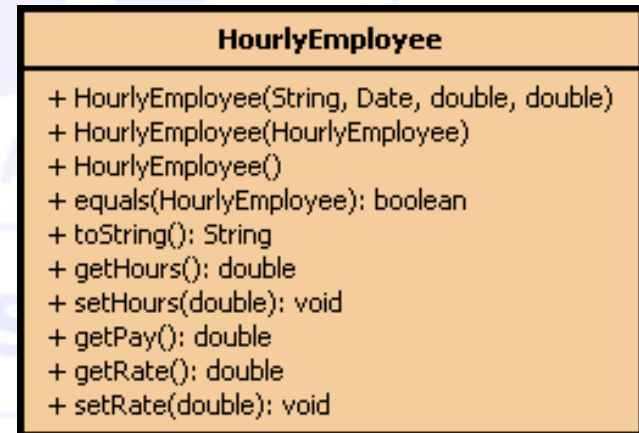 HourlyEmployee
+ HourlyEmployee(String, Date, double, double)
+ HourlyEmployee(HourlyEmployee)
+ HourlyEmployee()
+ equals(HourlyEmployee): boolean
+ toString(): String
+ getHours(): double
+ setHours(double): void
+ getPay(): double
+ getRate(): double
+ setRate(double): void